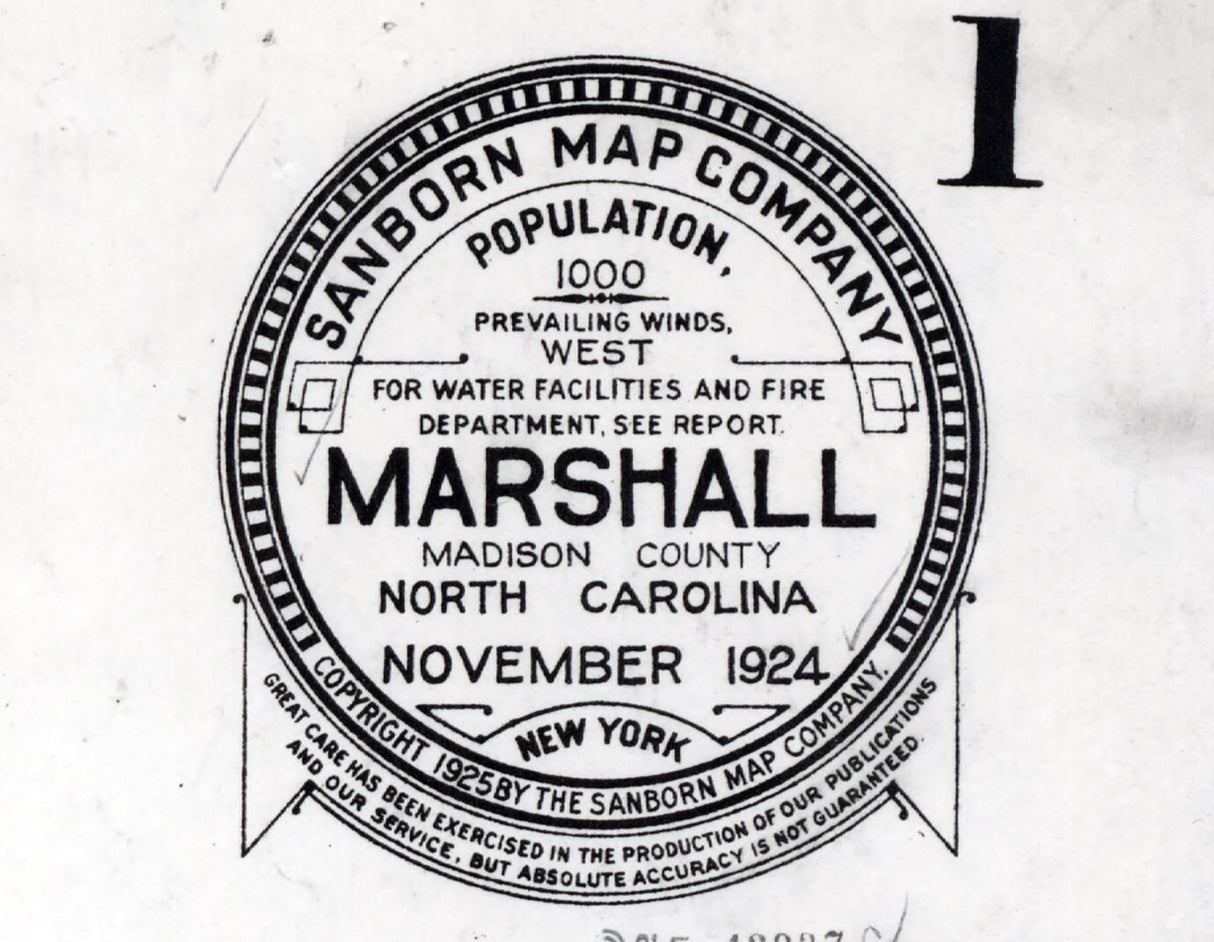 1
SANBORN MAP COMPANY
POPULATION,
1000
PREVAILING WINDS,
WEST
FOR WATER FACILITIES AND FIRE
DEPARTMENT, SEE REPORT.
MARSHALL
MADISON COUNTY
NORTH CAROLINA
NOVEMBER 1924
NEW YORK
COPYRIGHT 1925 BY THE SANBORN MAP COMPANY.
GREAT CARE HAS BEEN EXERCISED IN THE PRODUCTION OF OUR PUBLICATIONS
AND OUR SERVICE, BUT ABSOLUTE ACCURACY IS NOT GUARANTEED.